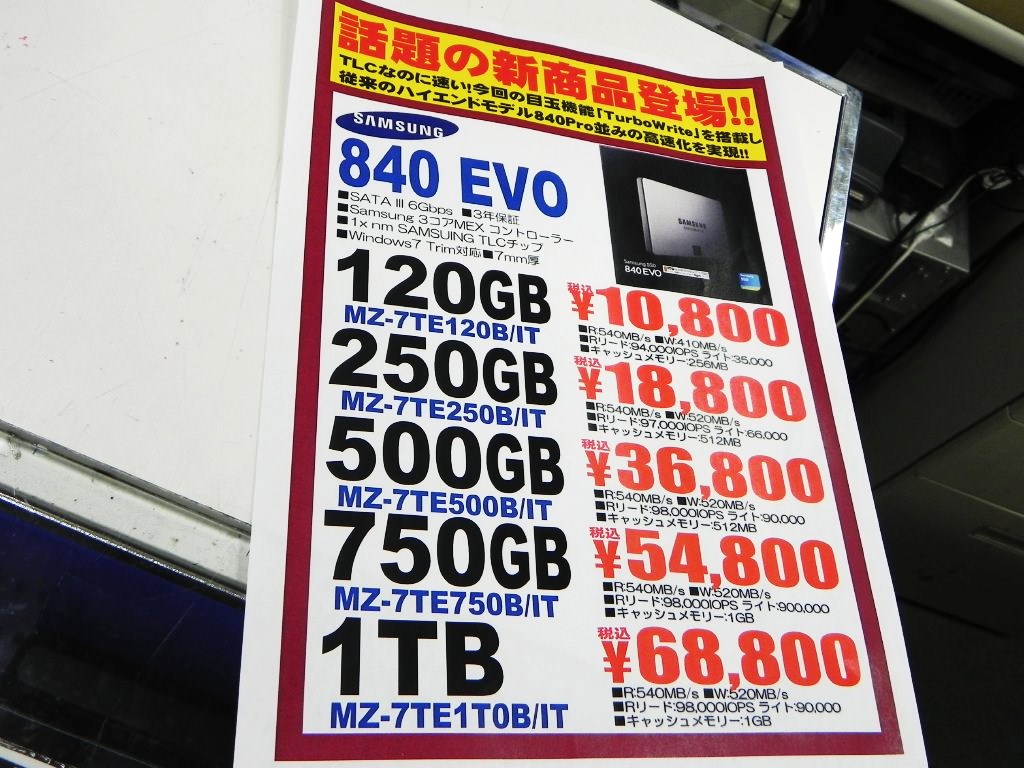 話題の新商品登場!!
TLCなのに速い!今回の目玉機能「TurboWrite」を搭載し
従来のハイエンドモデル840Pro並みの高速化を実現!!
SAMSUNG
840 EVO
■SATA III 6Gbps ■3年保証
■Samsung 3コアMEX コントローラー
■1x nm SAMSUING TLCチップ
■Windows7 Trim対応■7mm厚
SAMSUNG
Samsung SSD
840 EVO
120GB
MZ-7TE120B/IT
税込
¥10,800
■R:540MB/s ■W:410MB/s
■Rリード:94,000IOPS ライト:35,000
■キャッシュメモリー:256MB
250GB
MZ-7TE250B/IT
税込
¥18,800
■R:540MB/s ■W:520MB/s
■Rリード:97,000IOPS ライト:66,000
■キャッシュメモリー:512MB
500GB
MZ-7TE500B/IT
税込
¥36,800
■R:540MB/s ■W:520MB/s
■Rリード:98,000IOPS ライト:90,000
■キャッシュメモリー:512MB
750GB
MZ-7TE750B/IT
税込
¥54,800
■R:540MB/s ■W:520MB/s
■Rリード:98,000IOPS ライト:900,000
■キャッシュメモリー:1GB
1TB
MZ-7TE1T0B/IT
税込
¥68,800
■R:540MB/s ■W:520MB/s
■Rリード:98,000IOPS ライト:90,000
■キャッシュメモリー:1GB